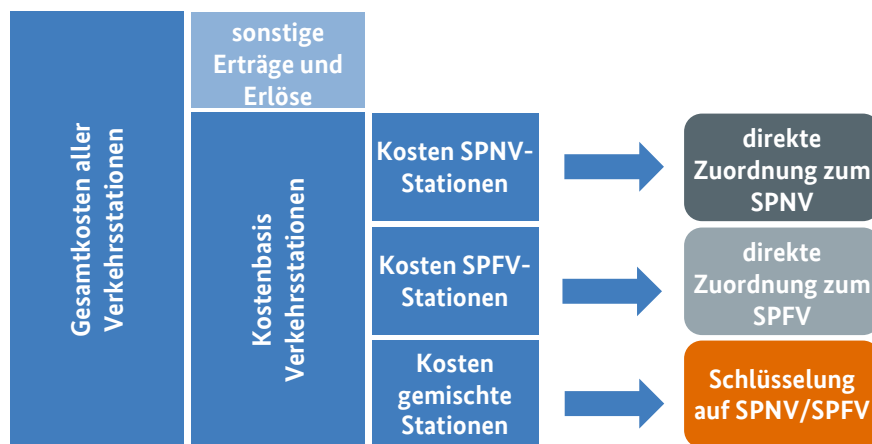 Gesamtkosten aller
Verkehrsstationen
sonstige
Erträge und
Erlöse
Kostenbasis
Verkehrsstationen
Kosten SPNV-
Stationen
direkte
Zuordnung zum
SPNV
Kosten SPFV-
Stationen
direkte
Zuordnung zum
SPFV
Kosten
gemischte
Stationen
Schlüsselung
auf SPNV/SPFV